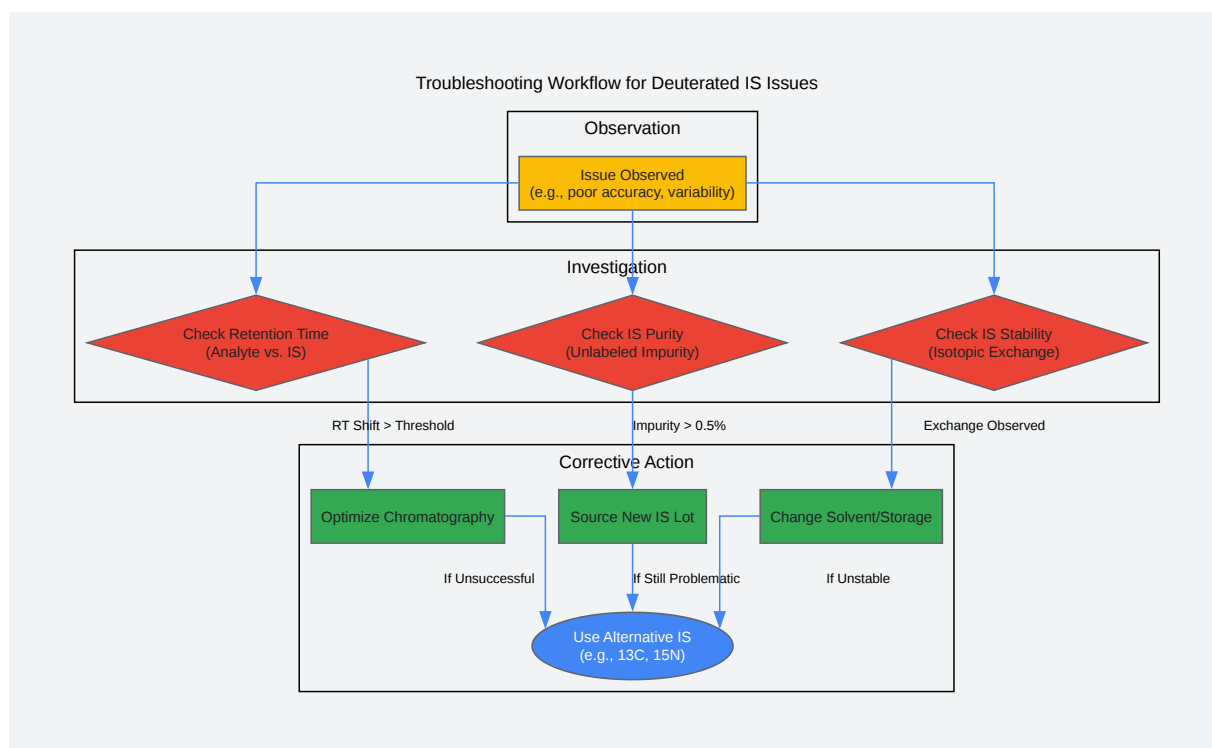 Troubleshooting Workflow for Deuterated IS Issues
Observation
Issue Observed
(e.g., poor accuracy, variability)
Investigation
Check Retention Time
(Analyte vs. IS)
Check IS Purity
(Unlabeled Impurity)
Check IS Stability
(Isotopic Exchange)
RT Shift > Threshold
Impurity > 0.5%
Exchange Observed
Corrective Action
Optimize Chromatography
Source New IS Lot
Change Solvent/Storage
If Unsuccessful
If Still Problematic
If Unstable
Use Alternative IS
(e.g., 13C, 15N)